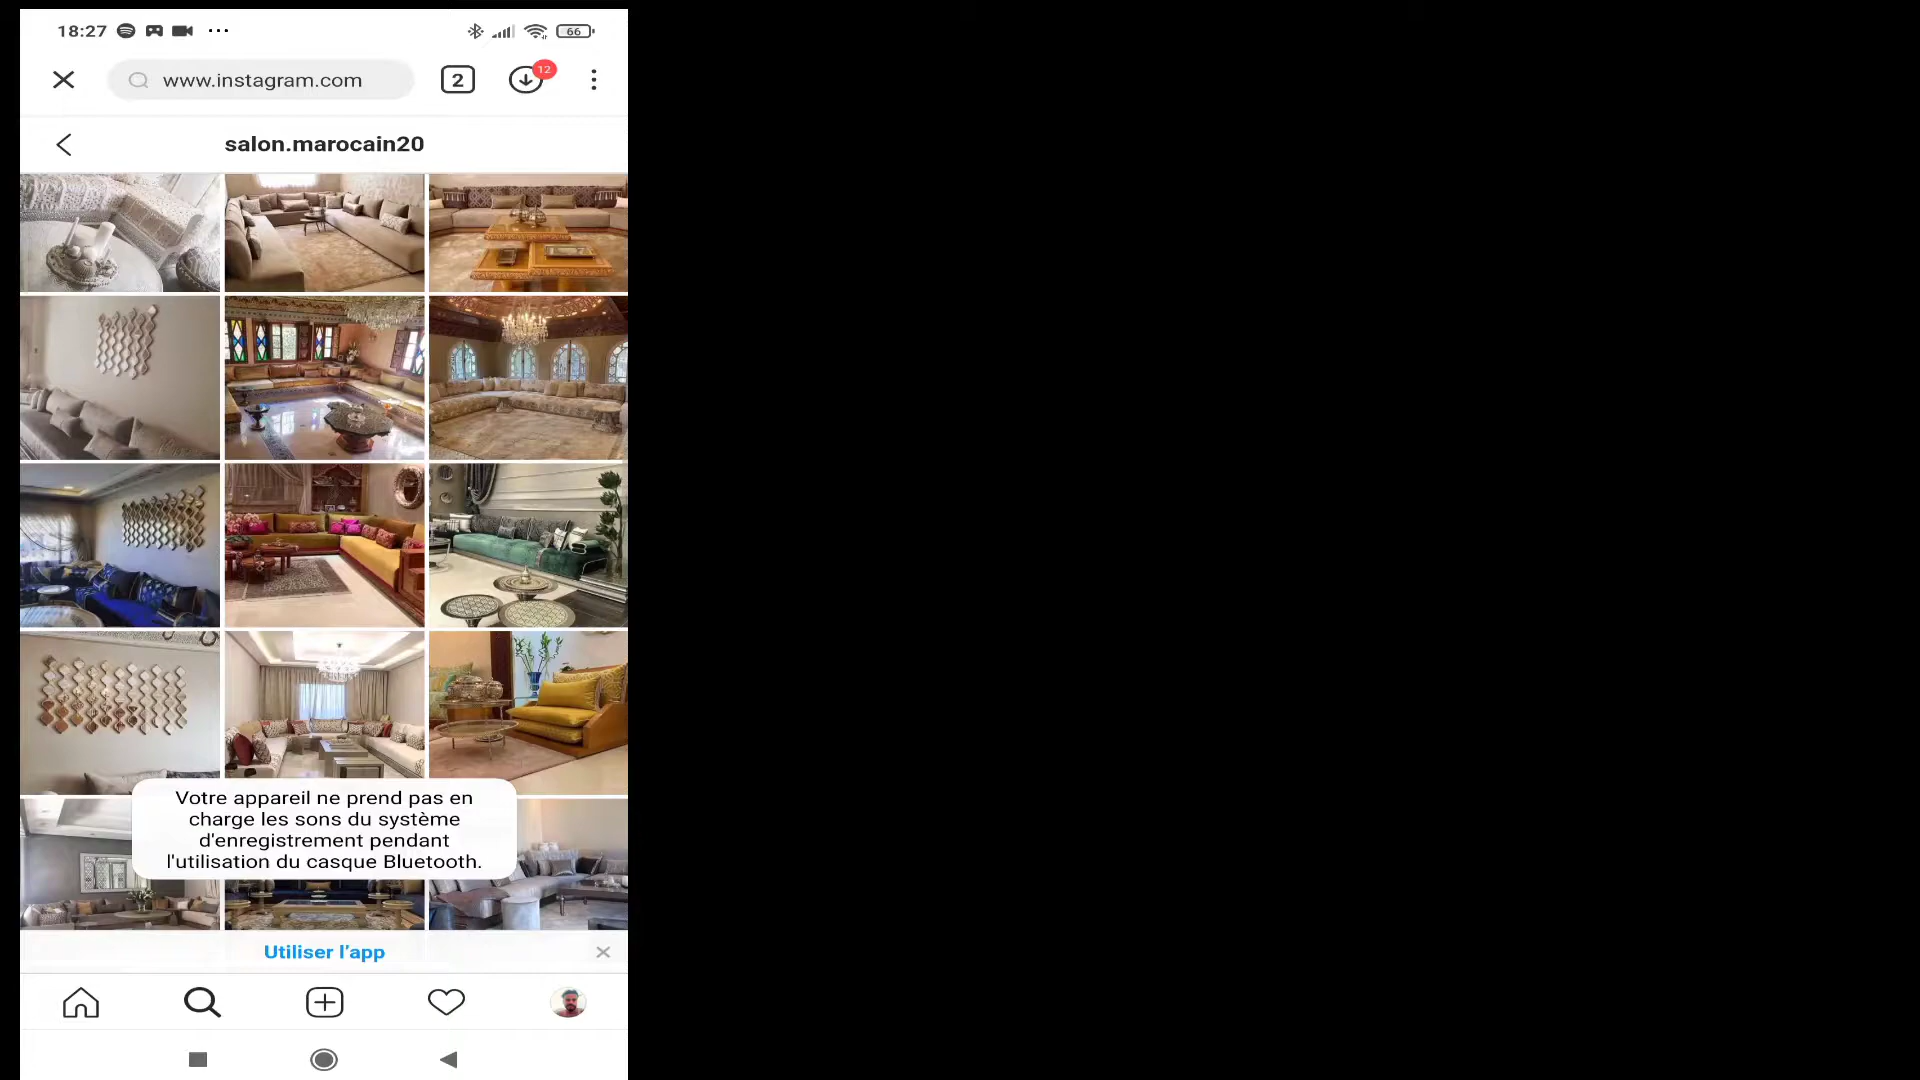 18:27
66
www.instagram.com
2
12
salon.marocain20
Votre appareil ne prend pas en
charge les sons du système
d'enregistrement pendant
l'utilisation du casque Bluetooth.
Utiliser l'app